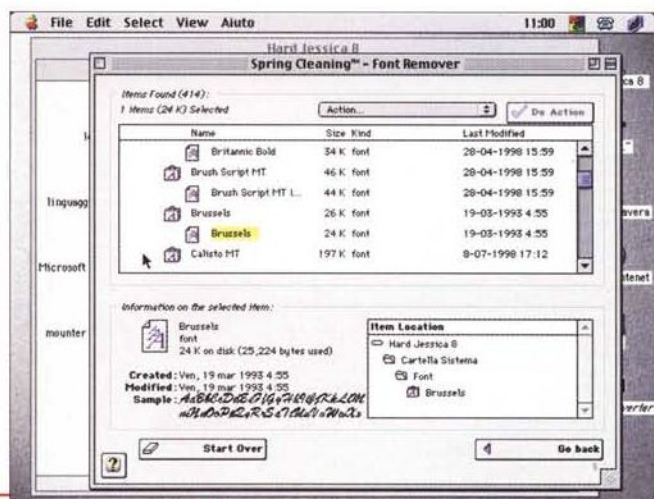 File Edit Select View Aiuto 11:00
Hard Jessica 8
Spring Cleaning™ – Font Remover
Items Found (414):
1 Items (24 K) Selected
Action...
Do Action
Name Size Kind Last Modified
Britannic Bold 34 K font 28-04-1998 15:59
Brush Script MT 46 K font 28-04-1998 15:59
Brush Script MT I... 44 K font 28-04-1998 15:59
Brussels 26 K font 19-03-1993 4:55
Brussels 24 K font 19-03-1993 4:55
Calisto MT 197 K font 8-07-1998 17:12
linguagg
Microsoft
mounter
ca 8
avera
tenet
verter
Information on the selected item:
Brussels
font
24 K on disk (25,224 bytes used)
Created: Ven, 19 mar 1993 4:55
Modified: Ven, 19 mar 1993 4:55
Sample:
Item Location
Hard Jessica 8
Cartella Sistema
Font
Brussels
Start Over
Go back
?